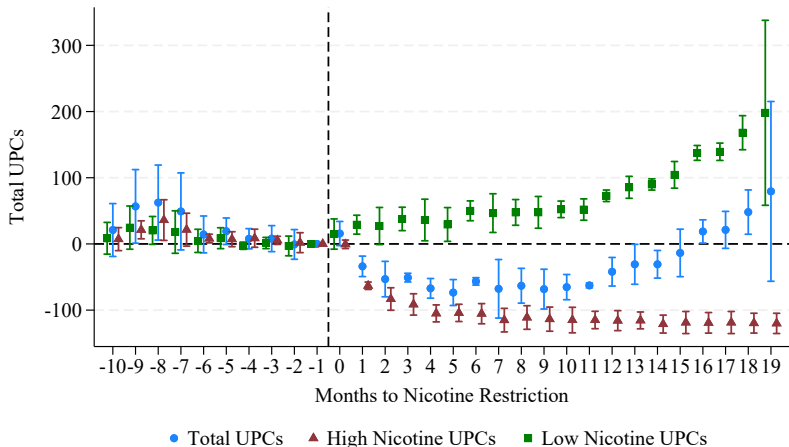 Total UPCs
300
200
100
0
-100
-10 -9 -8 -7 -6 -5 -4 -3 -2 -1 0 1 2 3 4 5 6 7 8 9 10 11 12 13 14 15 16 17 18 19
Months to Nicotine Restriction
Total UPCs High Nicotine UPCs Low Nicotine UPCs